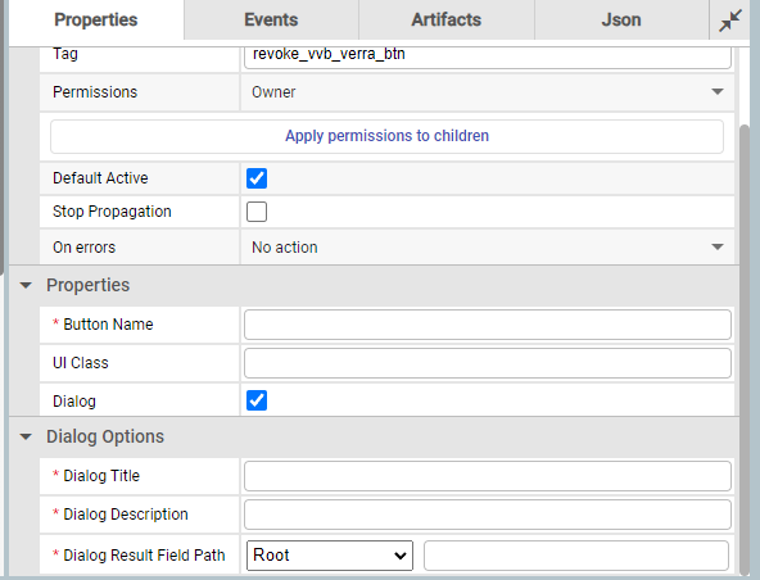 Properties Events Artifacts Json
Tag revoke_vvb_verra_btn
Permissions Owner
Apply permissions to children
Default Active
Stop Propagation
On errors No action
Properties
* Button Name
UI Class
Dialog
Dialog Options
* Dialog Title
* Dialog Description
* Dialog Result Field Path Root